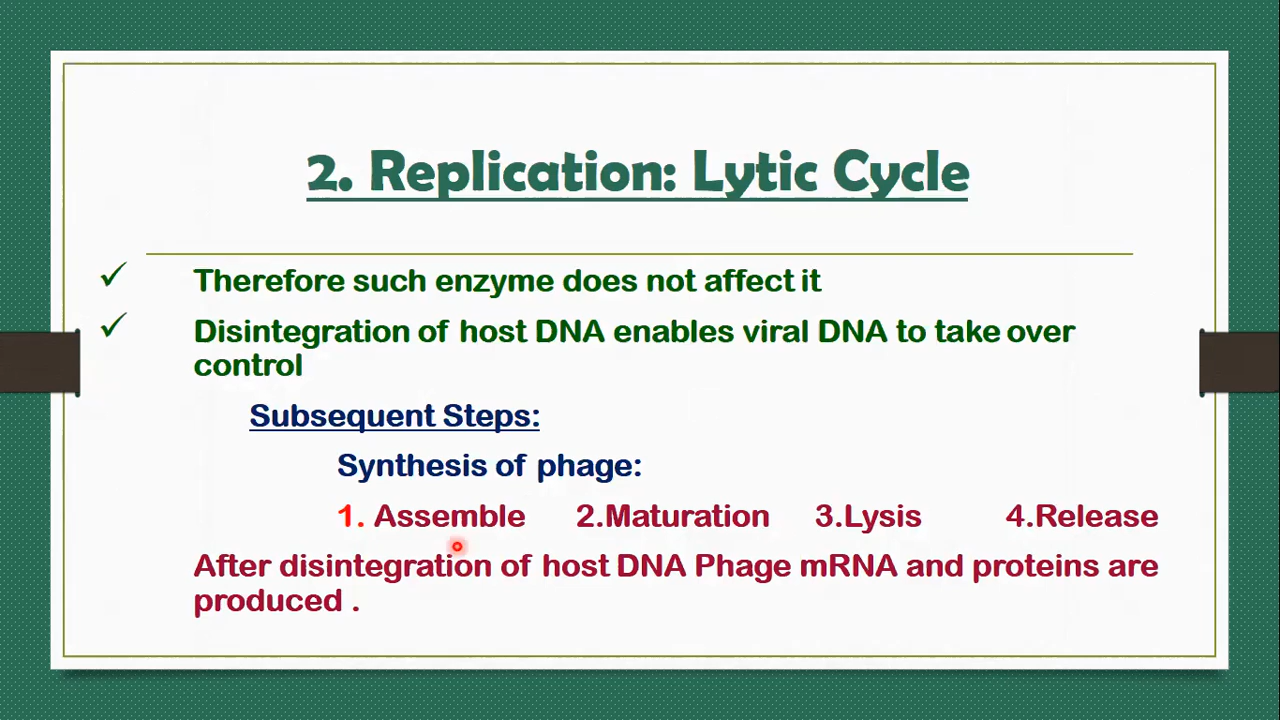 2. Replication: Lytic Cycle
✓ Therefore such enzyme does not affect it
✓ Disintegration of host DNA enables viral DNA to take over
control
Subsequent Steps:
Synthesis of phage:
1. Assemble 2.Maturation 3.Lysis 4.Release
After disintegration of host DNA Phage mRNA and proteins are
produced .